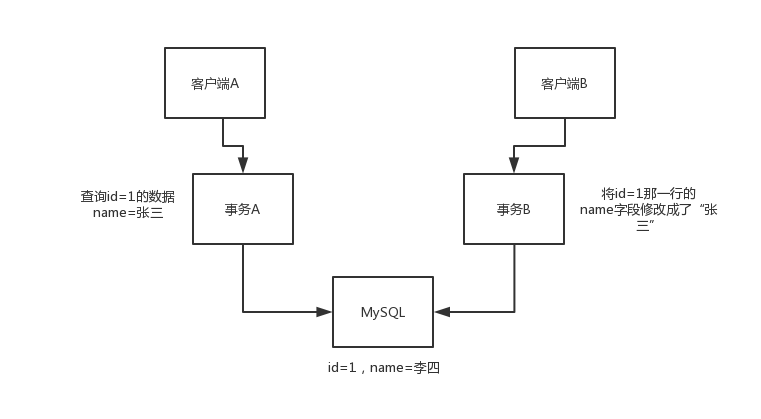 客户端A
客户端B
查询id=1的数据
name=张三
事务A
事务B
将id=1那一行的
name字段修改成了“张
三”
MySQL
id=1，name=李四